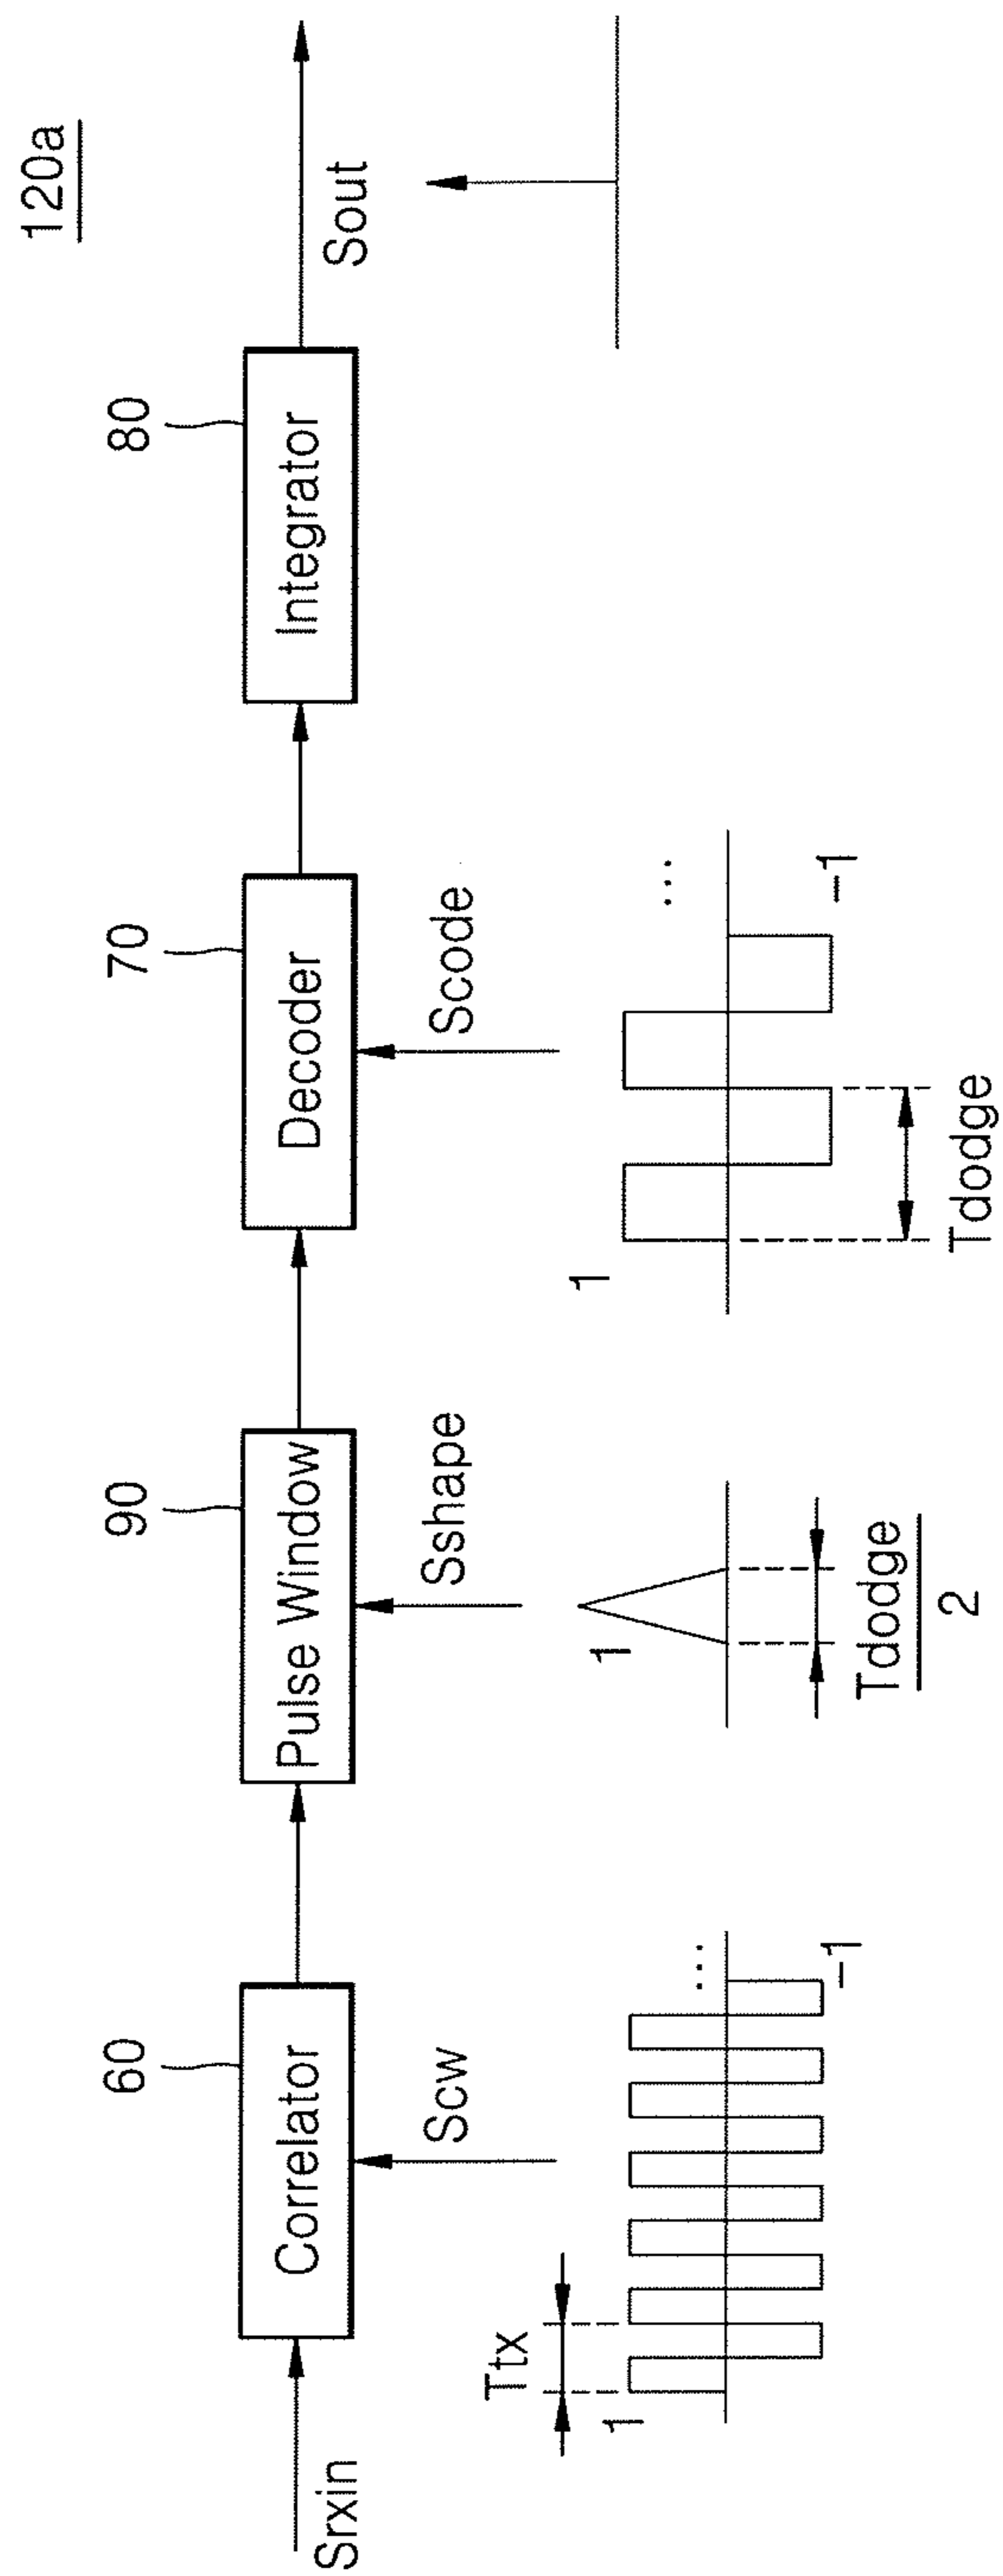 120a
60
90
70
80
Srxin
Correlator
Pulse Window
Decoder
Integrator
Scw
Sshape
Scode
Sout
Ttx
1
...
-1
1
Tdodge
2
1
...
-1
Tdodge